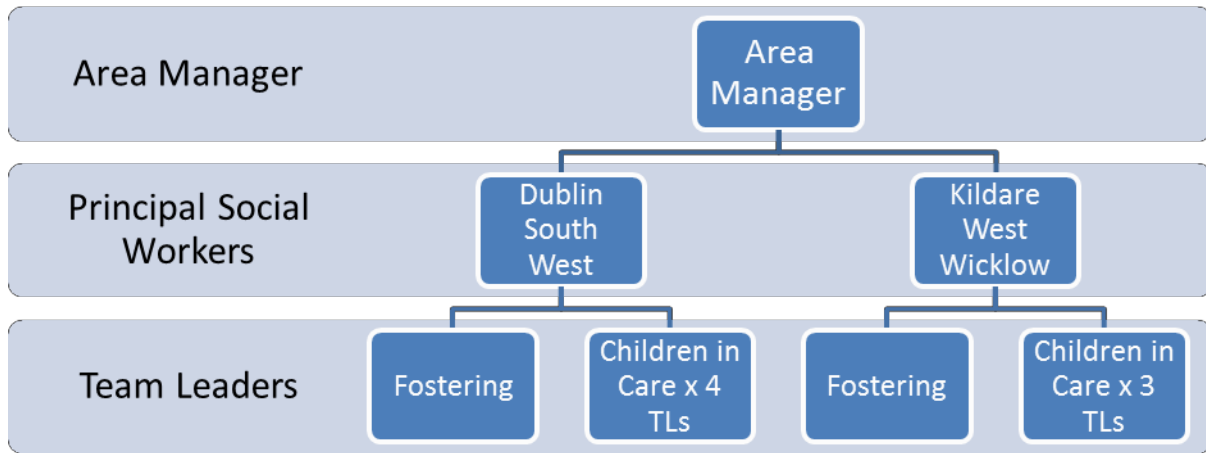 Area Manager
Area
Manager
Principal Social
Workers
Dublin
South
West
Kildare
West
Wicklow
Team Leaders
Fostering
Children in
Care x 4
TLs
Fostering
Children in
Care x 3
TLs